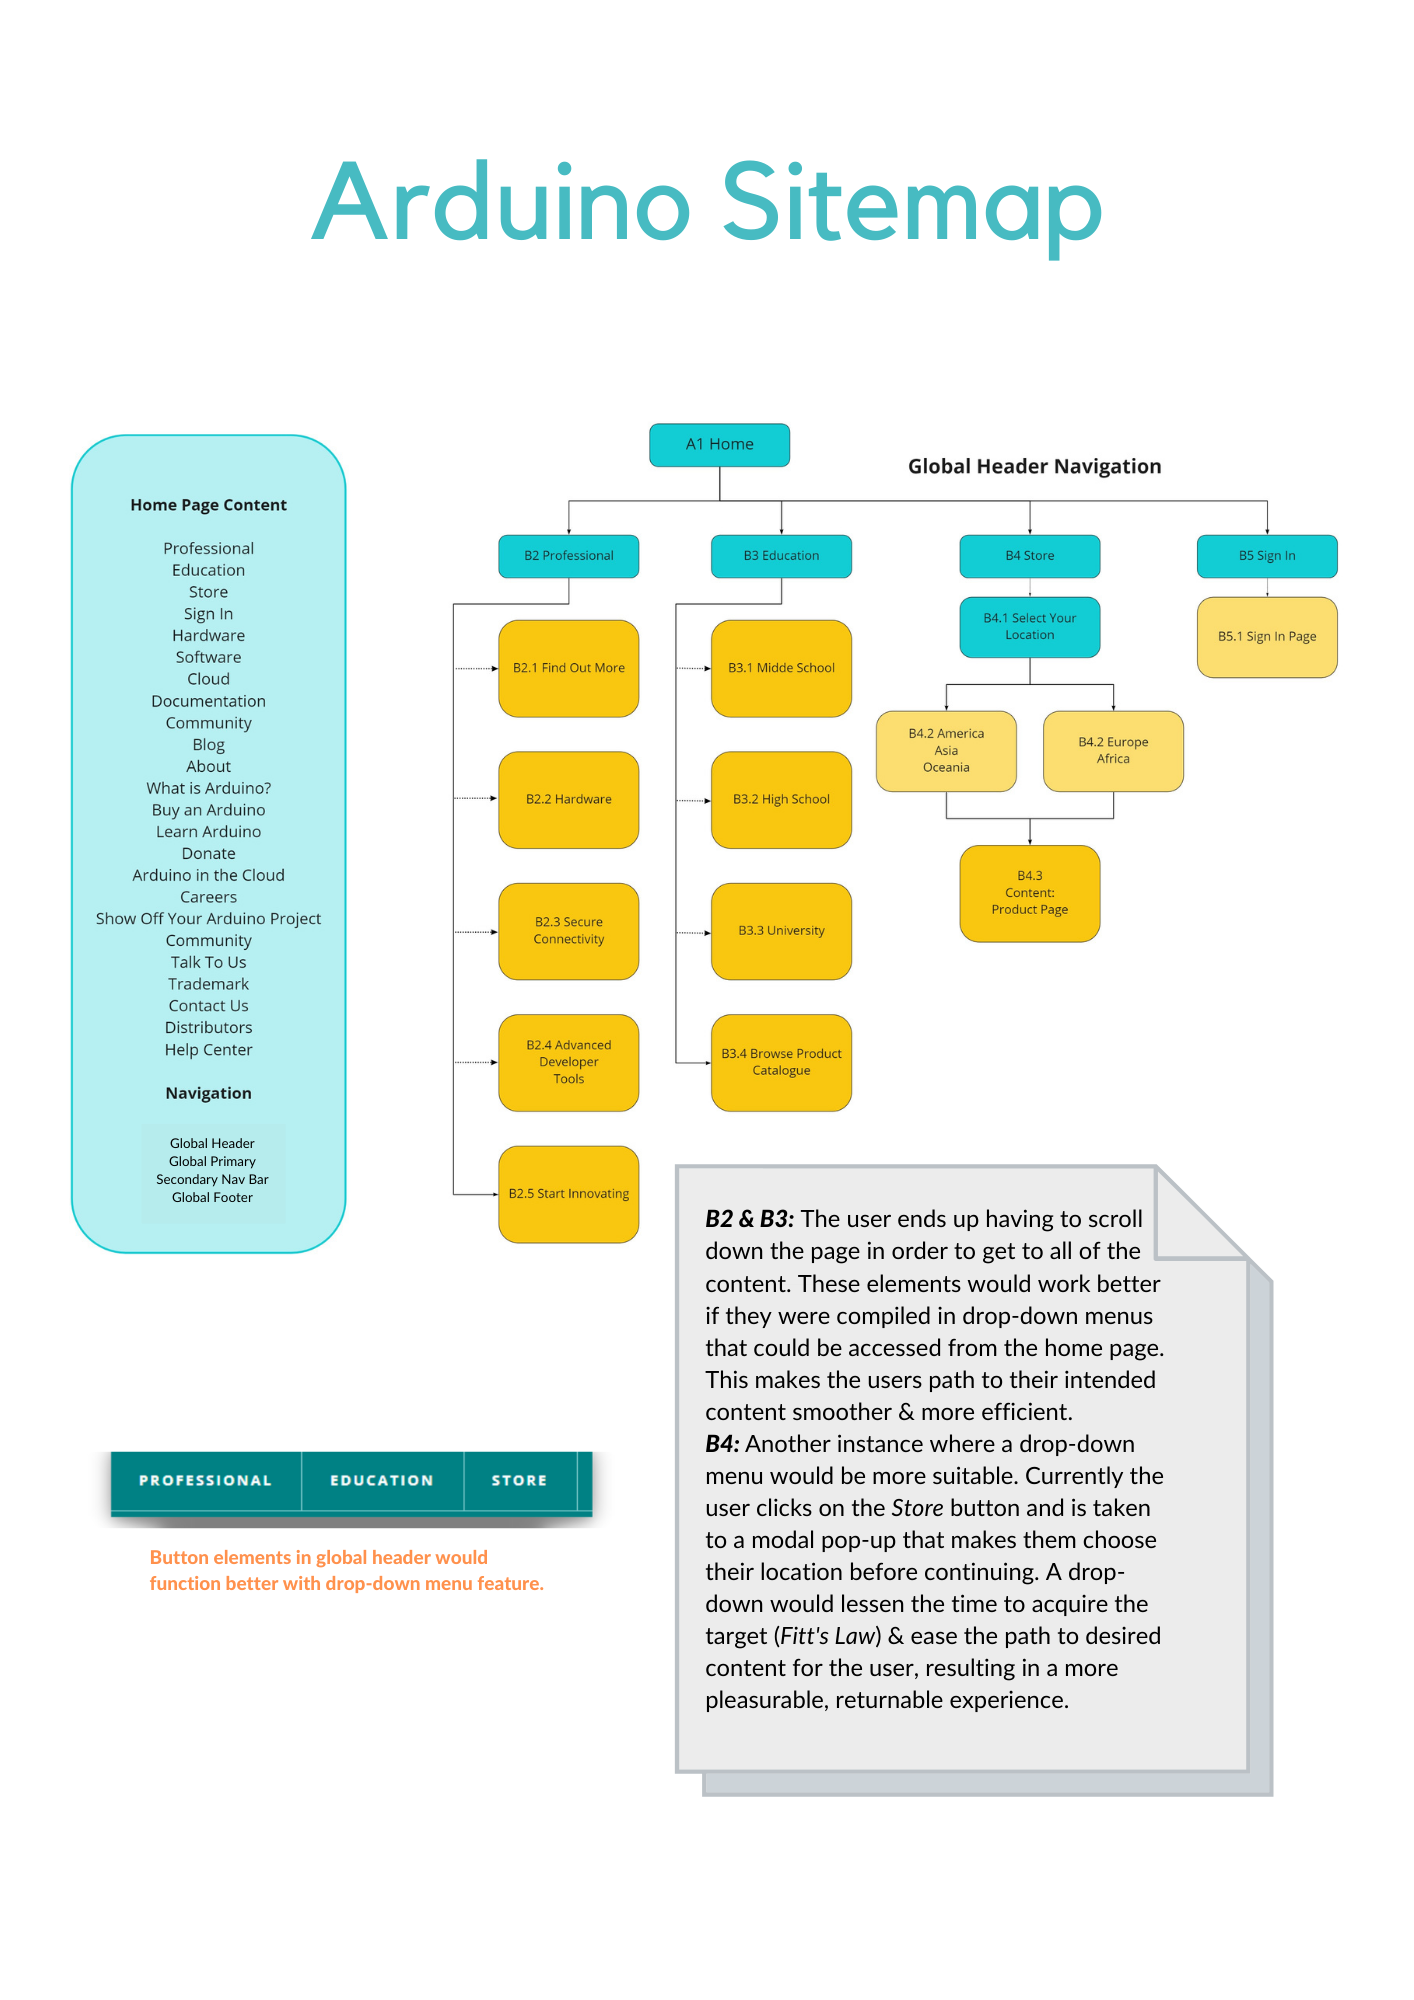 Arduino Sitemap
Home Page Content
Professional
Education
Store
Sign In
Hardware
Software
Cloud
Documentation
Community
Blog
About
What is Arduino?
Buy an Arduino
Learn Arduino
Donate
Arduino in the Cloud
Careers
Show Off Your Arduino Project
Community
Talk To Us
Trademark
Contact Us
Distributors
Help Center
Navigation
Global Header
Global Primary
Secondary Nav Bar
Global Footer
A1 Home
Global Header Navigation
B2 Professional
B2.1 Find Out More
B2.2 Hardware
B2.3 Secure
Connectivity
B2.4 Advanced
Developer
Tools
B2.5 Start Innovating
B3 Education
B3.1 Midde School
B3.2 High School
B3.3 University
B3.4 Browse Product
Catalogue
B4 Store
B4.1 Select Your
Location
B4.2 America
Asia
Oceania
B4.2 Europe
Africa
B4.3
Content:
Product Page
B5 Sign In
B5.1 Sign In Page
B2 & B3: The user ends up having to scroll
down the page in order to get to all of the
content. These elements would work better
if they were compiled in drop-down menus
that could be accessed from the home page.
This makes the users path to their intended
content smoother & more efficient.
B4: Another instance where a drop-down
menu would be more suitable. Currently the
user clicks on the Store button and is taken
to a modal pop-up that makes them choose
their location before continuing. A drop-
down would lessen the time to acquire the
target (Fitt's Law) & ease the path to desired
content for the user, resulting in a more
pleasurable, returnable experience.
PROFESSIONAL
EDUCATION
STORE
Button elements in global header would
function better with drop-down menu feature.